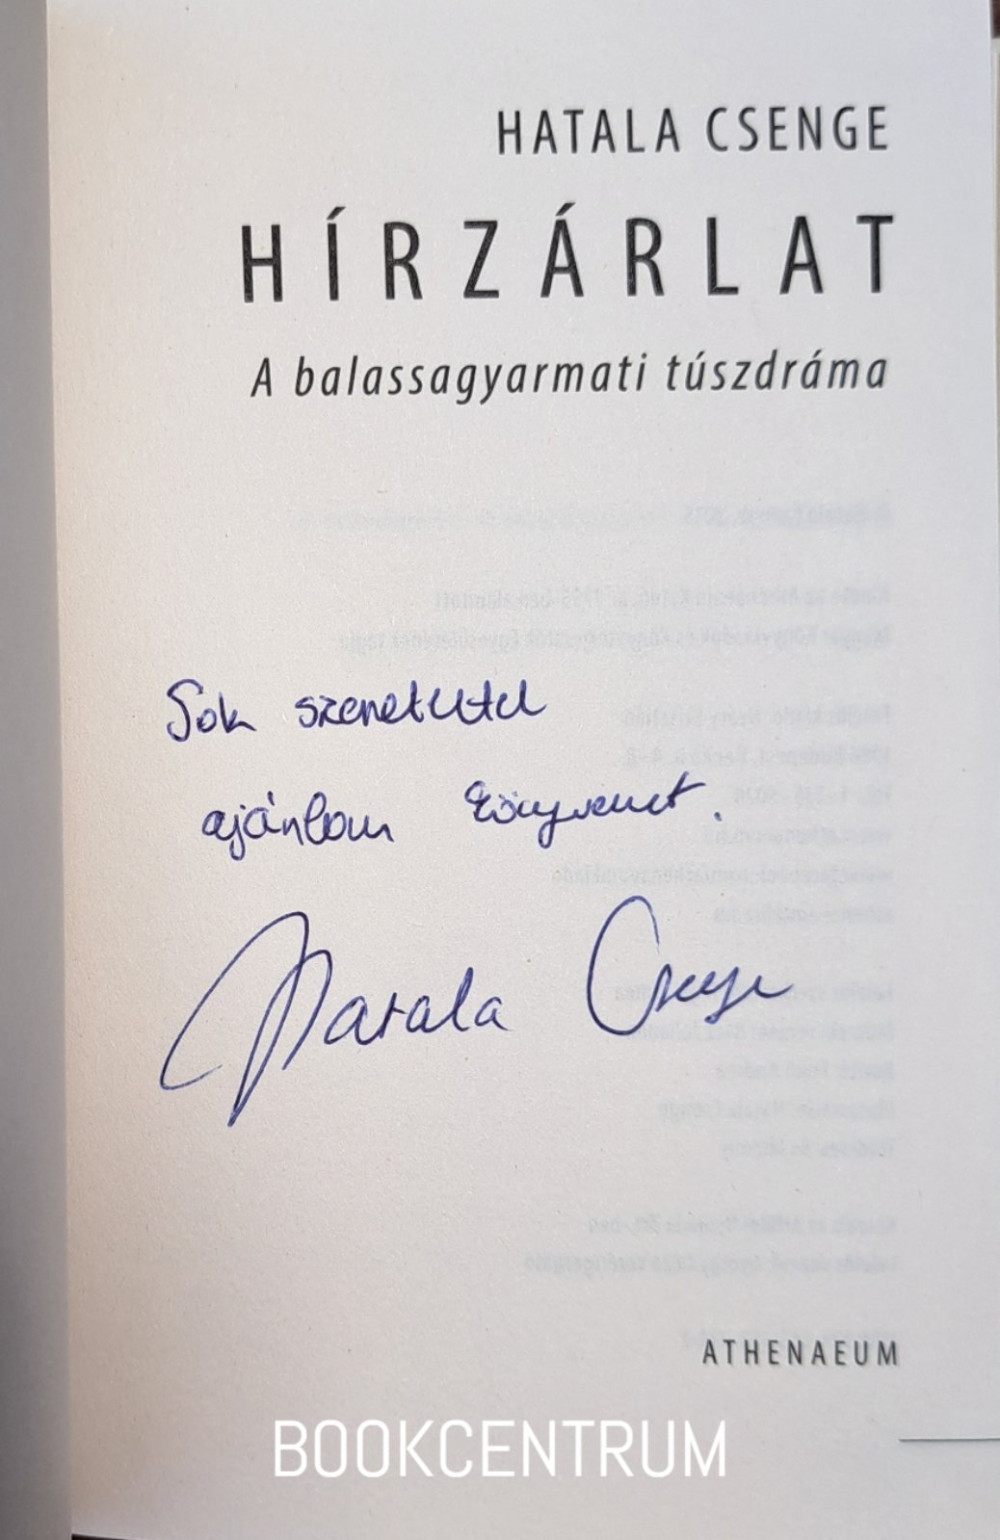 HATALA CSENGE
HÍRZÁRLAT
A balassagyarmati túszdráma
Sok szeretettel
ajánlom könyvemet.
Hatala Csenge
ATHENAEUM
BOOKCENTRUM